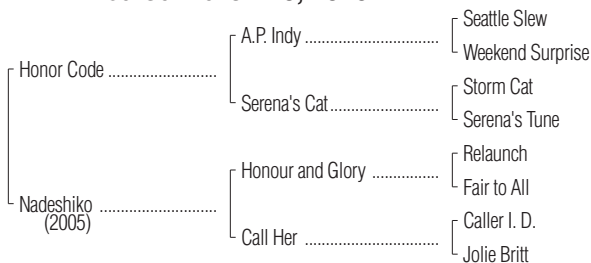 Seattle Slew
A.P. Indy
Weekend Surprise
Honor Code
Storm Cat
Serena's Cat
Serena's Tune
Relaunch
Honour and Glory
Fair to All
Nadeshiko
(2005)
Caller I. D.
Call Her
Jolie Britt